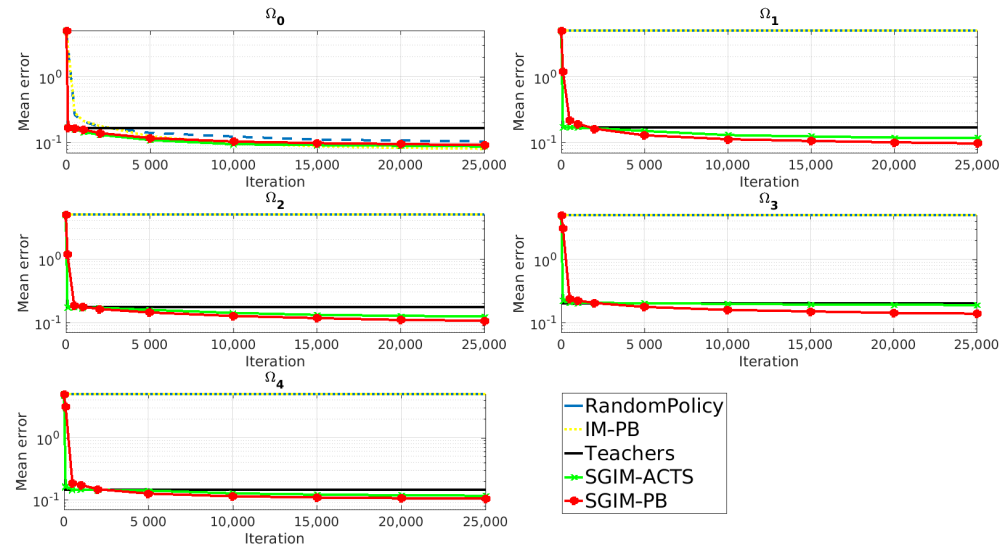 Ω0
Mean error
10^0
10^-1
0 5 000 10,000 15,000 20,000 25,000
Iteration
Ω1
Mean error
10^0
10^-1
0 5 000 10,000 15,000 20,000 25,000
Iteration
Ω2
Mean error
10^0
10^-1
0 5 000 10,000 15,000 20,000 25,000
Iteration
Ω3
Mean error
10^0
10^-1
0 5 000 10,000 15,000 20,000 25,000
Iteration
Ω4
Mean error
10^0
10^-1
0 5 000 10,000 15,000 20,000 25,000
Iteration
RandomPolicy
IM-PB
Teachers
SGIM-ACTS
SGIM-PB